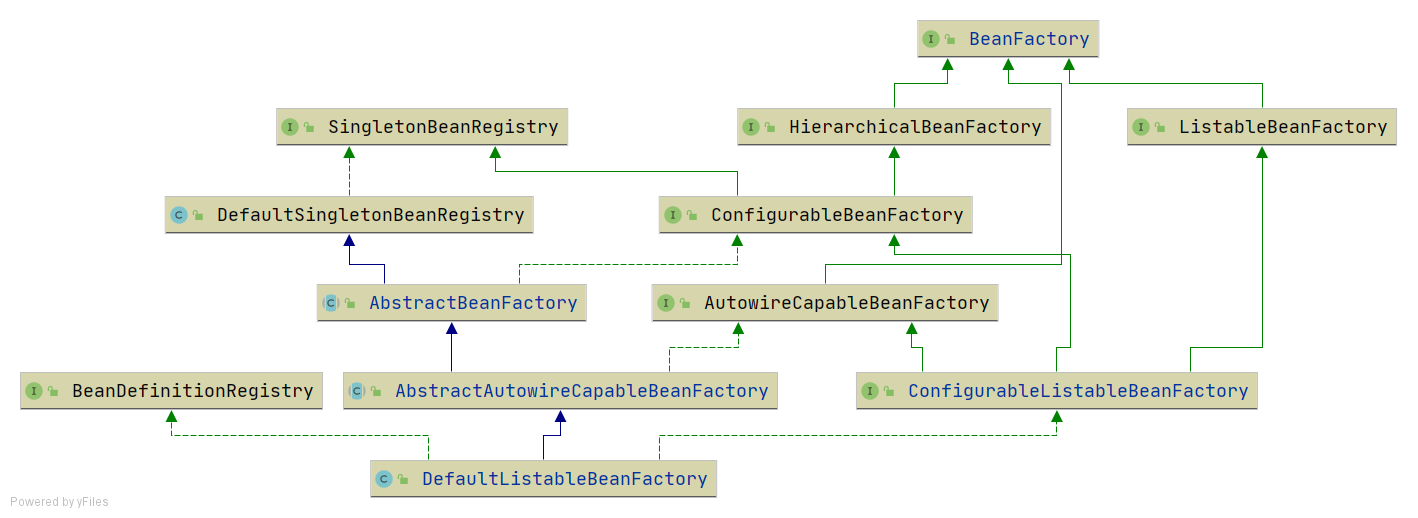 I BeanFactory
I SingletonBeanRegistry
I HierarchicalBeanFactory
I ListableBeanFactory
C DefaultSingletonBeanRegistry
I ConfigurableBeanFactory
C AbstractBeanFactory
I AutowireCapableBeanFactory
I BeanDefinitionRegistry
C AbstractAutowireCapableBeanFactory
I ConfigurableListableBeanFactory
C DefaultListableBeanFactory
Powered by yFiles